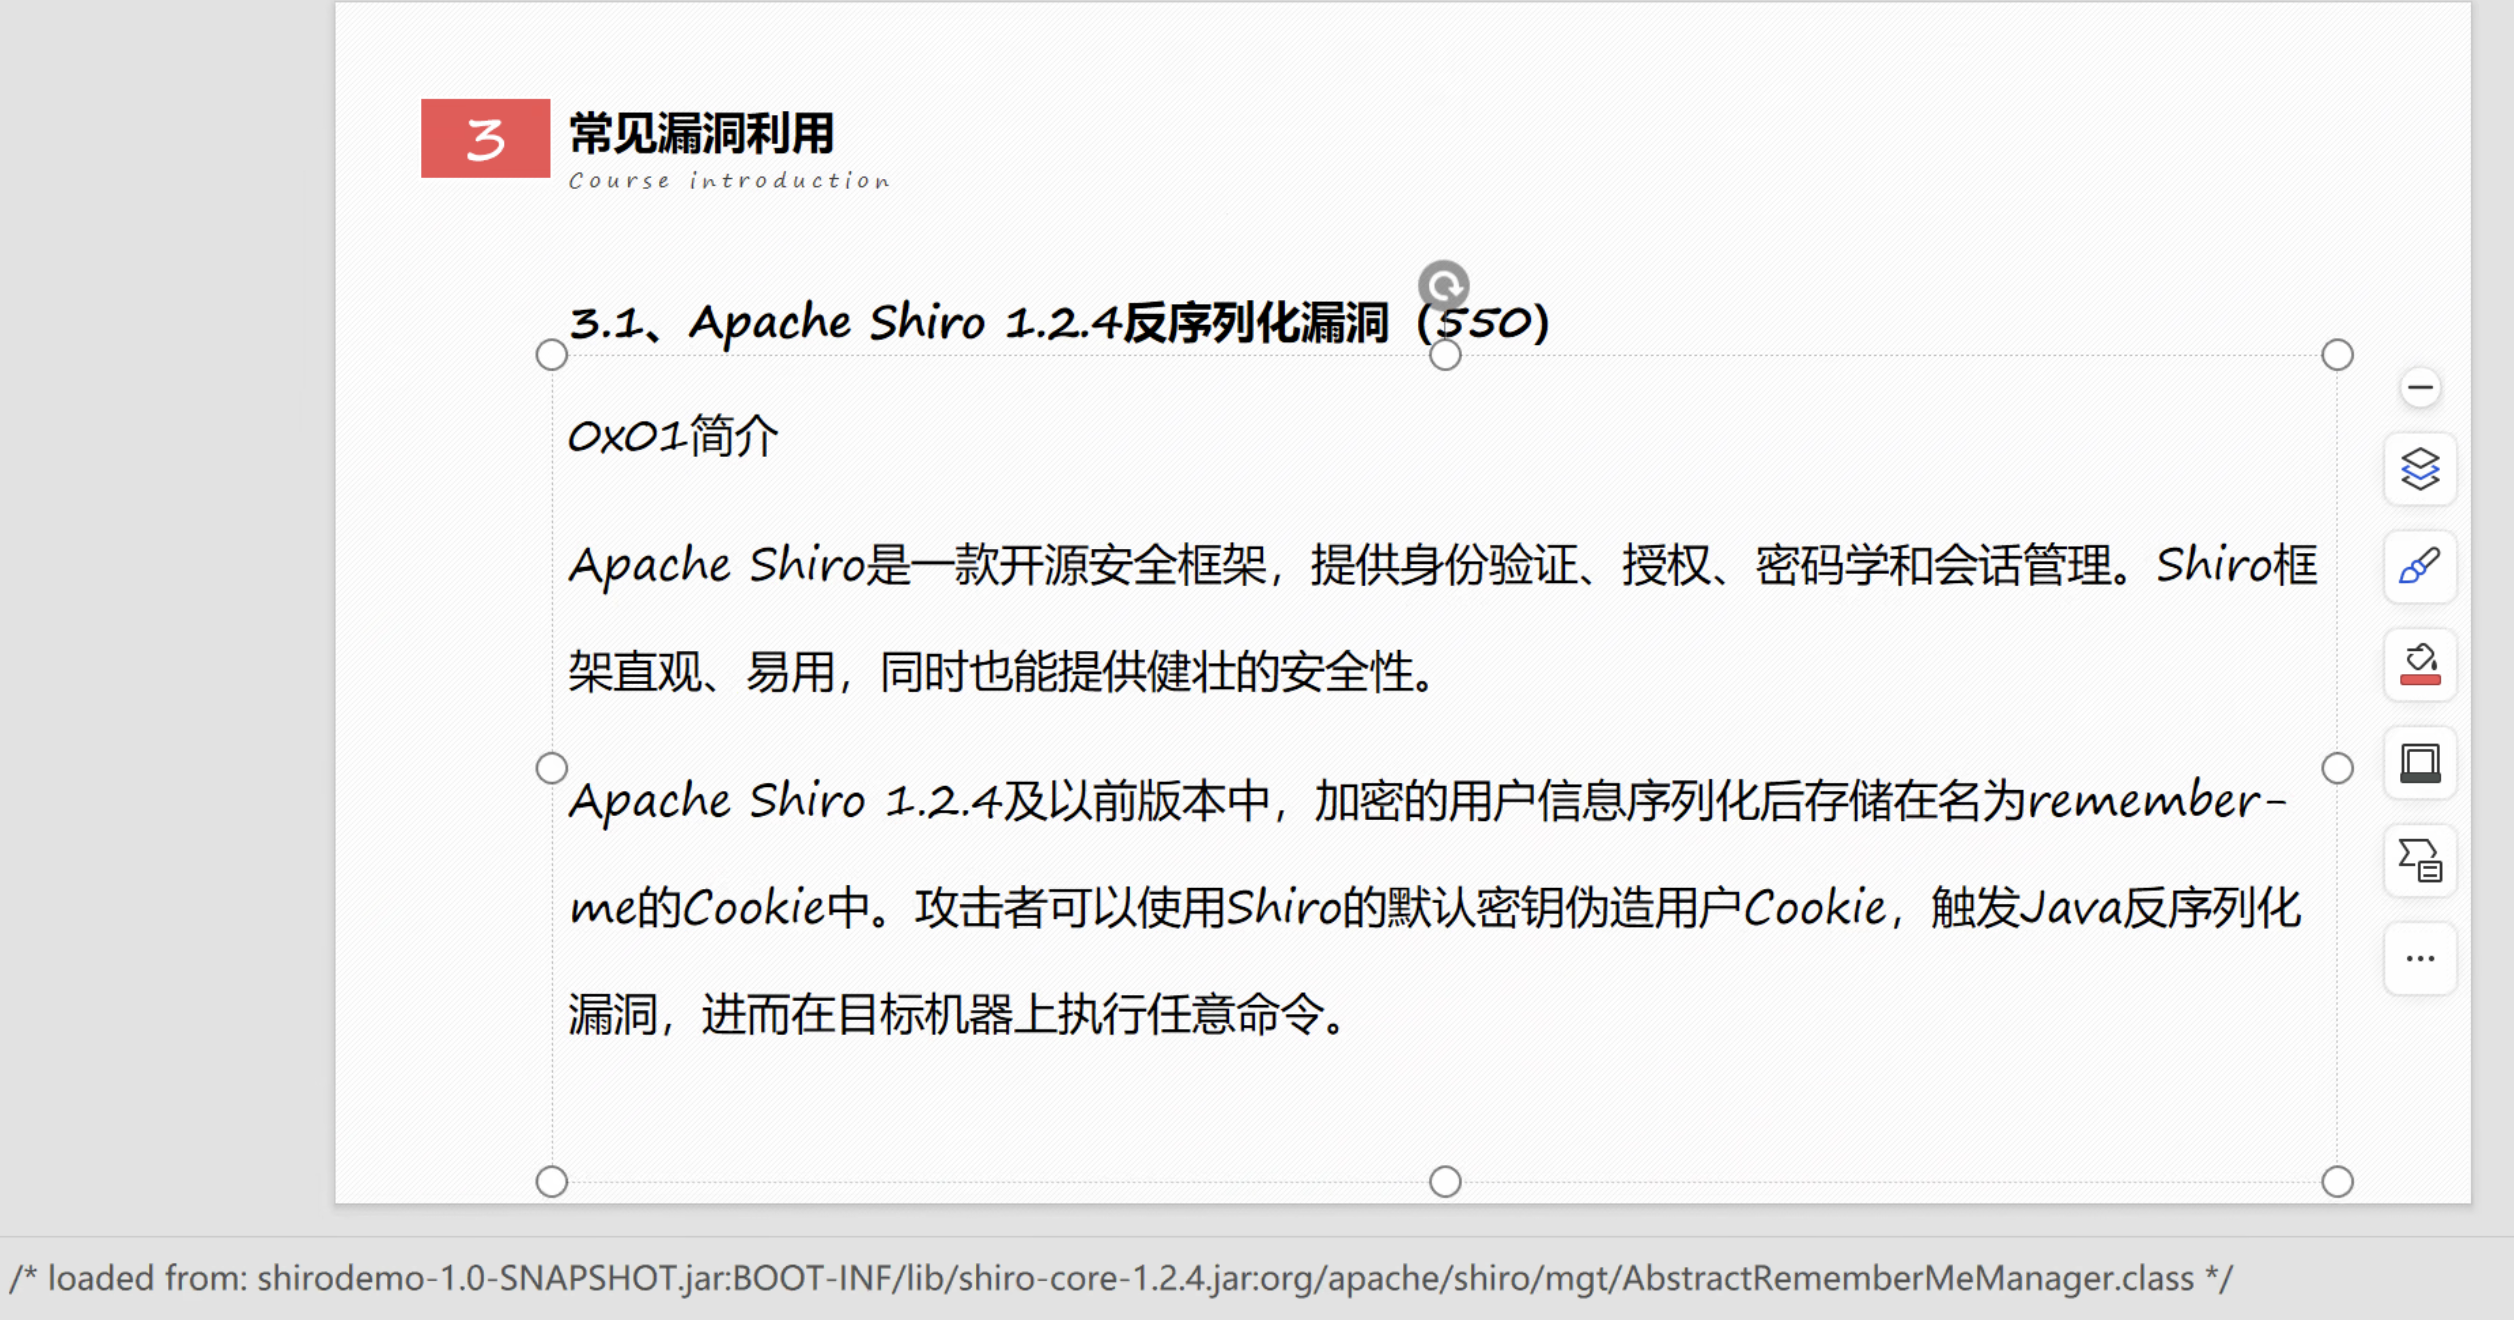 3
常见漏洞利用
Course introduction
3.1、Apache Shiro 1.2.4反序列化漏洞（550）
0x01简介
Apache Shiro是一款开源安全框架，提供身份验证、授权、密码学和会话管理。Shiro框
架直观、易用，同时也能提供健壮的安全性。
Apache Shiro 1.2.4及以前版本中，加密的用户信息序列化后存储在名为remember-
me的Cookie中。攻击者可以使用Shiro的默认密钥伪造用户Cookie，触发Java反序列化
漏洞，进而在目标机器上执行任意命令。
/* loaded from: shirodemo-1.0-SNAPSHOT.jar:BOOT-INF/lib/shiro-core-1.2.4.jar:org/apache/shiro/mgt/AbstractRememberMeManager.class */